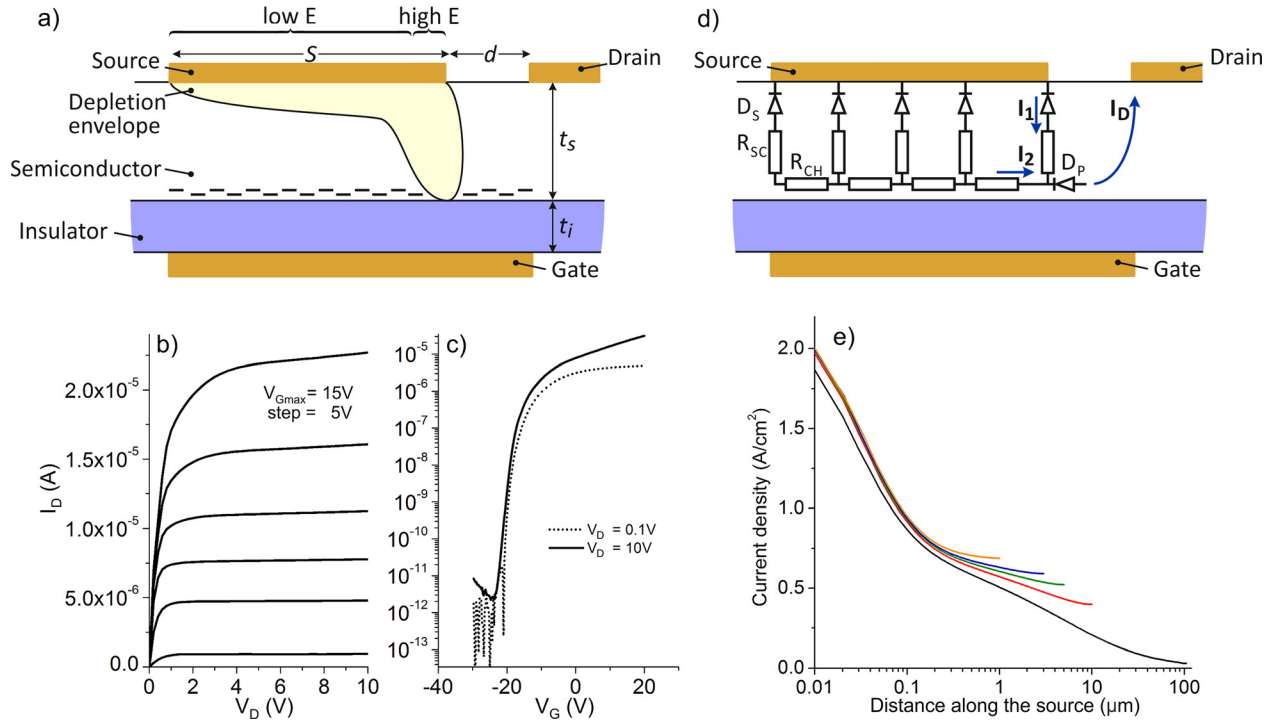 a)
low E
high E
S
d
Source
Drain
Depletion
envelope
t_s
Semiconductor
Insulator
t_i
Gate
d)
Source
Drain
D_S
I_1
I_D
R_SC
I_2
D_P
R_CH
Gate
b)
V_Gmax = 15V
step = 5V
I_D (A)
2.0x10^-5
1.5x10^-5
1.0x10^-5
5.0x10^-6
0.0
0 2 4 6 8 10
V_D (V)
c)
10^-5
10^-6
10^-7
10^-8
10^-9
10^-10
10^-11
10^-12
10^-13
V_D = 0.1V
V_D = 10V
-40 -20 0 20
V_G (V)
e)
Current density (A/cm^2)
2.0
1.5
1.0
0.5
0.0
0.01 0.1 1 10 100
Distance along the source (µm)